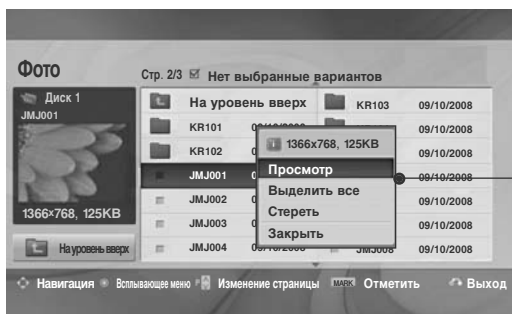 Фото
Стр. 2/3 Нет выбранные вариантов
Диск 1
JMJ001
1366x768, 125KB
На уровень вверх
На уровень вверх
KR101
KR102
JMJ001
JMJ002
JMJ003
JMJ004
KR103 09/10/2008
09/10/2008
09/10/2008
09/10/2008
09/10/2008
09/10/2008
JMJ008 09/10/2008
1366x768, 125KB
Просмотр
Выделить все
Стереть
Закрыть
Навигация Всплывающее меню P Изменение страницы MARK Отметить Выход